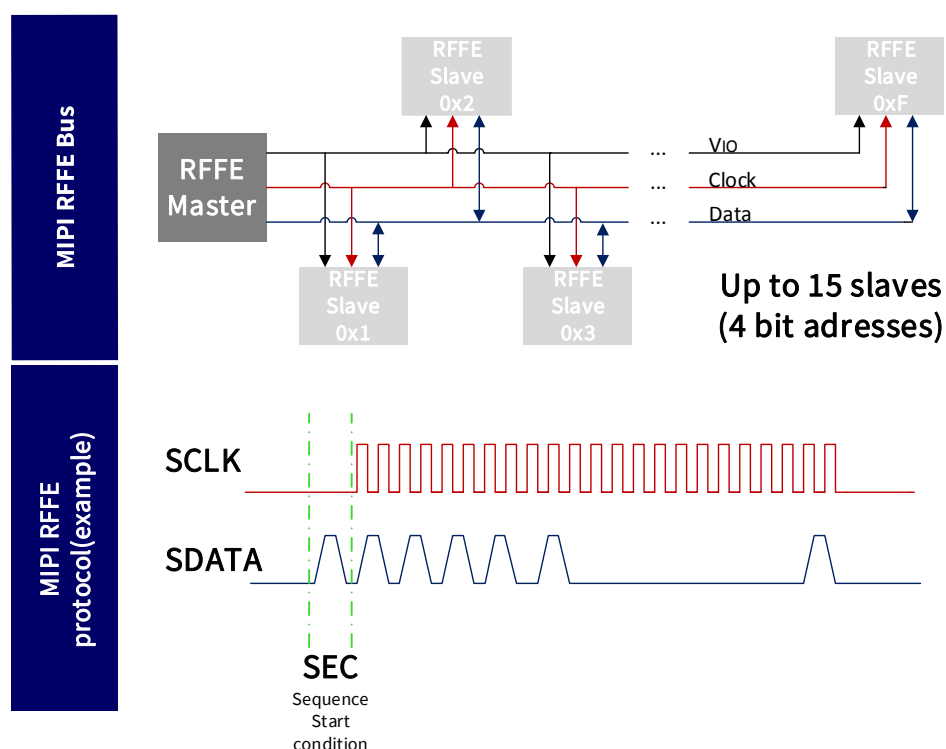 MIPI RFFE Bus
RFFE
Slave
0x2
RFFE
Slave
0xF
RFFE
Master
...
VIO
...
Clock
...
Data
RFFE
Slave
0x1
RFFE
Slave
0x3
Up to 15 slaves
(4 bit adresses)
MIPI RFFE
protocol(example)
SCLK
SDATA
SEC
Sequence
Start
condition